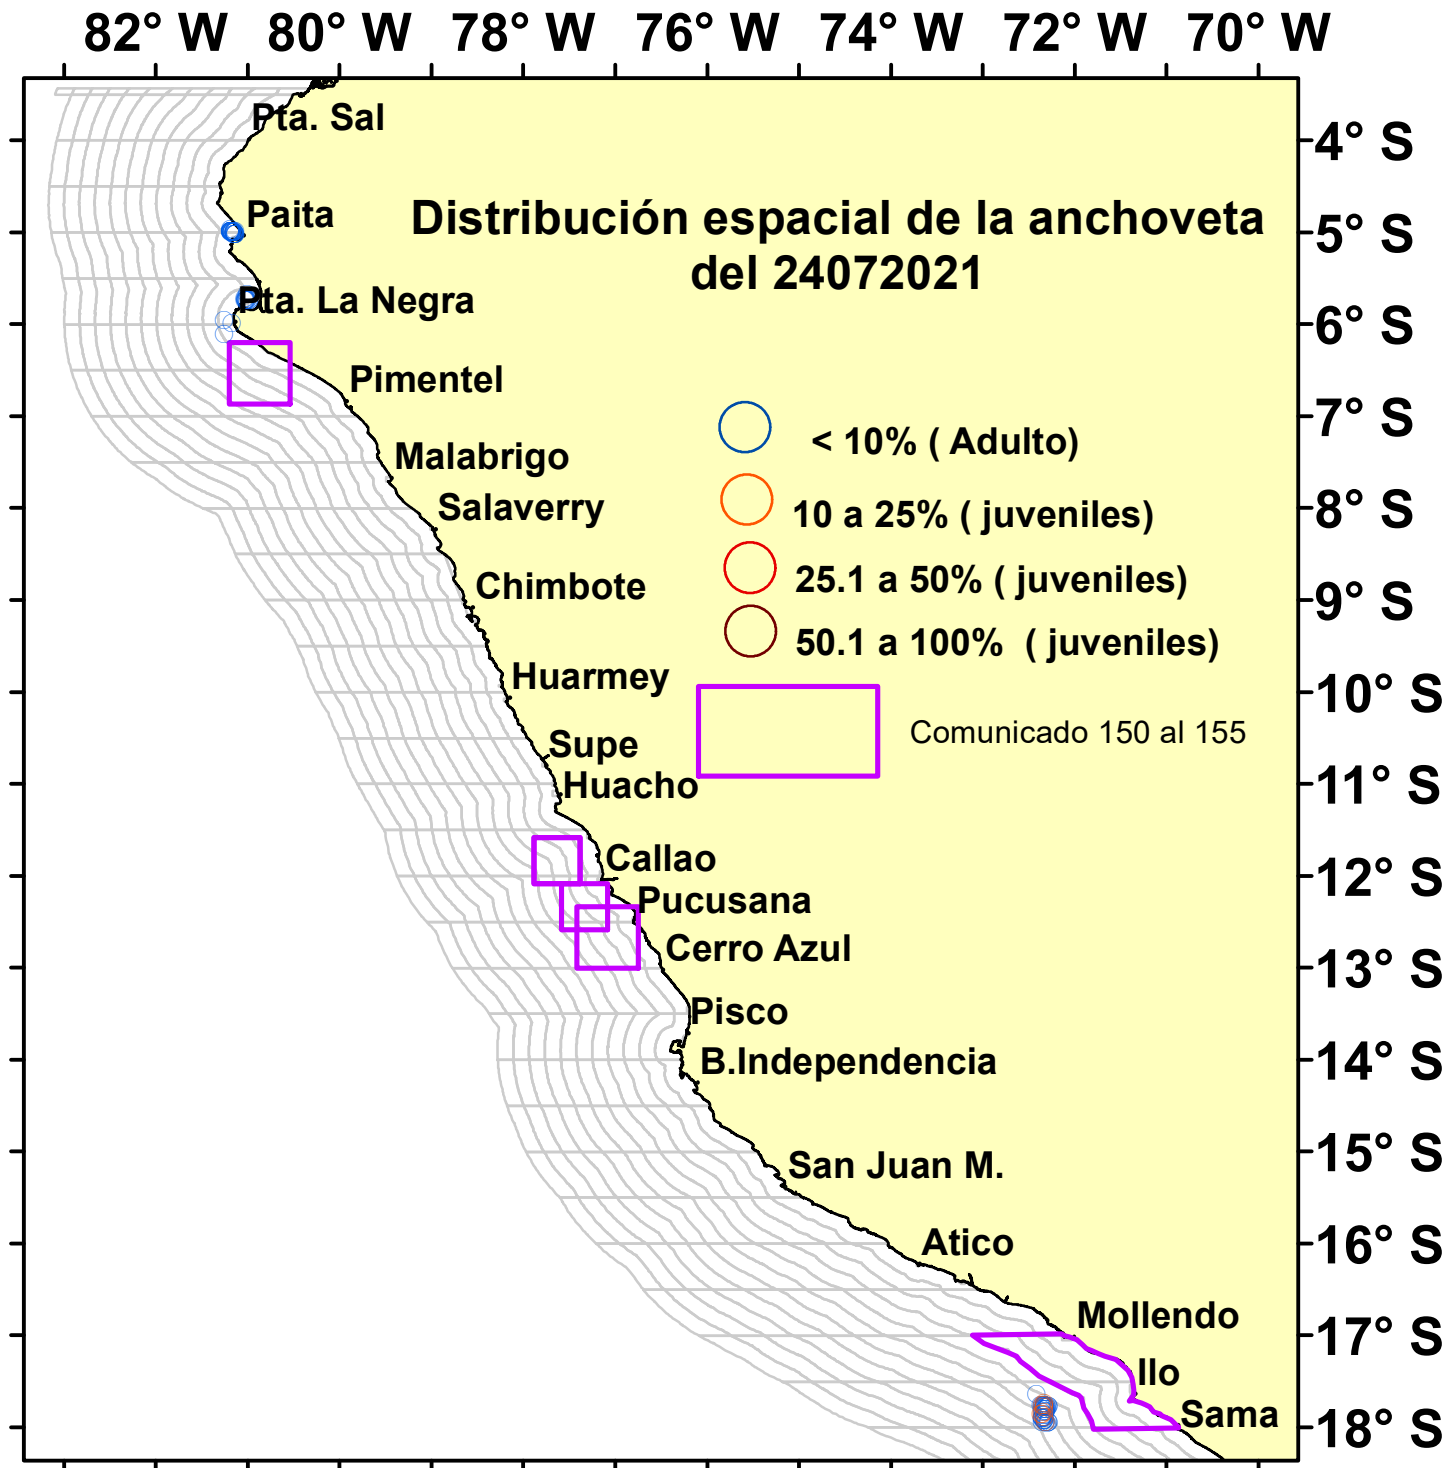 82° W 80° W 78° W 76° W 74° W 72° W 70° W
Pta. Sal
4° S
Paita
Distribución espacial de la anchoveta
del 24072021
5° S
Pta. La Negra
6° S
Pimentel
7° S
< 10% ( Adulto)
Malabrigo
Salaverry
8° S
10 a 25% ( juveniles)
Chimbote
25.1 a 50% ( juveniles)
9° S
50.1 a 100% ( juveniles)
Huarmey
10° S
Supe
Comunicado 150 al 155
Huacho
11° S
Callao
12° S
Pucusana
Cerro Azul
13° S
Pisco
B.Independencia
14° S
San Juan M.
15° S
Atico
16° S
Mollendo
17° S
Ilo
Sama
18° S